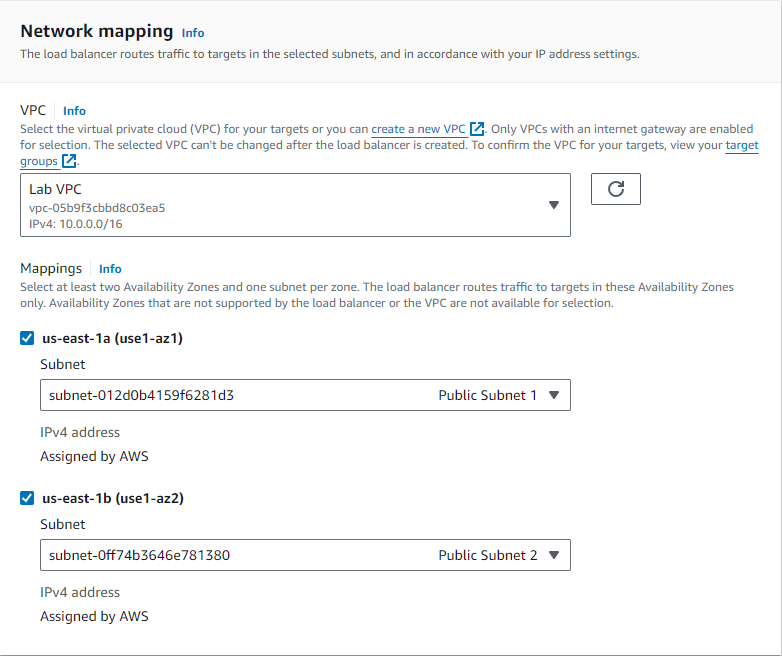 Network mapping Info
The load balancer routes traffic to targets in the selected subnets, and in accordance with your IP address settings.
VPC Info
Select the virtual private cloud (VPC) for your targets or you can create a new VPC. Only VPCs with an internet gateway are enabled
for selection. The selected VPC can't be changed after the load balancer is created. To confirm the VPC for your targets, view your target
groups.
Lab VPC
vpc-05b9f3cbbd8c03ea5
IPv4: 10.0.0.0/16
Mappings Info
Select at least two Availability Zones and one subnet per zone. The load balancer routes traffic to targets in these Availability Zones
only. Availability Zones that are not supported by the load balancer or the VPC are not available for selection.
us-east-1a (use1-az1)
Subnet
subnet-012d0b4159f6281d3 Public Subnet 1
IPv4 address
Assigned by AWS
us-east-1b (use1-az2)
Subnet
subnet-0ff74b3646e781380 Public Subnet 2
IPv4 address
Assigned by AWS